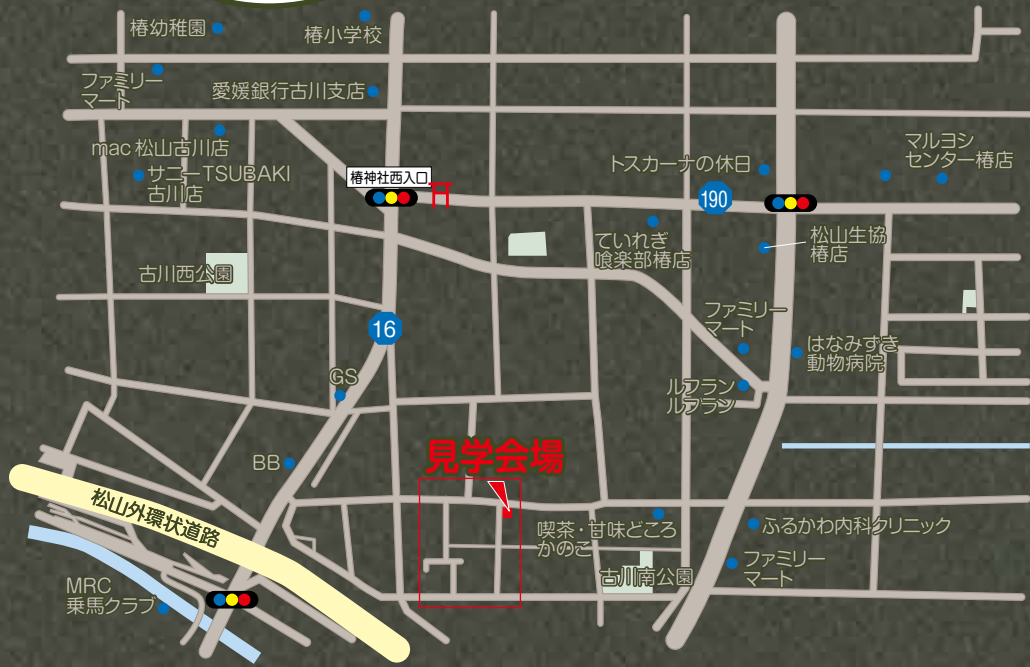 椿幼稚園
椿小学校
ファミリー
マート
愛媛銀行古川支店
mac 松山古川店
サニーTSUBAKI
古川店
椿神社西入口
トスカーナの休日
190
マルヨシ
センター椿店
ていれぎ
喰楽部椿店
松山生協
椿店
古川西公園
16
ファミリー
マート
はなみずき
動物病院
GS
ルフラン
ルフラン
見学会場
BB
松山外環状道路
喫茶・甘味どころ
かのこ
ふるかわ内科クリニック
古川南公園
ファミリー
マート
MRC
乗馬クラブ